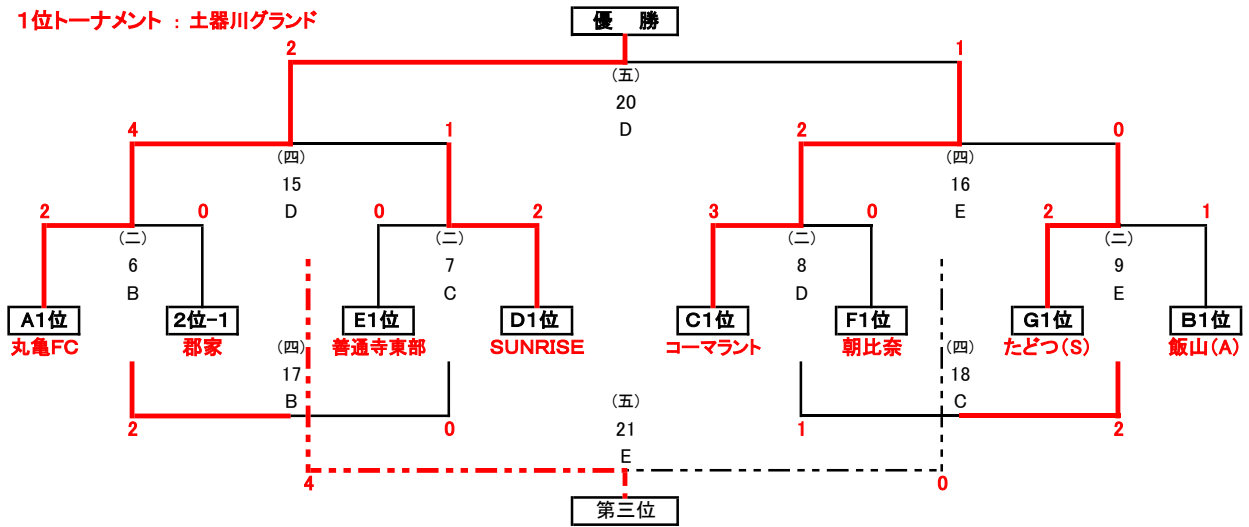 1位トーナメント : 土器川グランド
優 勝
2 1
(五)
20
D
4 1 2 0
(四) (四)
15 16
D E
2 0 0 2 3 0 2 1
(二) (二) (二) (二)
6 7 8 9
B C D E
A1位 2位-1 E1位 D1位 C1位 F1位 G1位 B1位
丸亀FC 郡家 善通寺東部 SUNRISE コーマラント 朝比奈 たどつ(S) 飯山(A)
(四) (四)
17 18
B (五) C
2 0 21 1 2
E
4 0
第三位